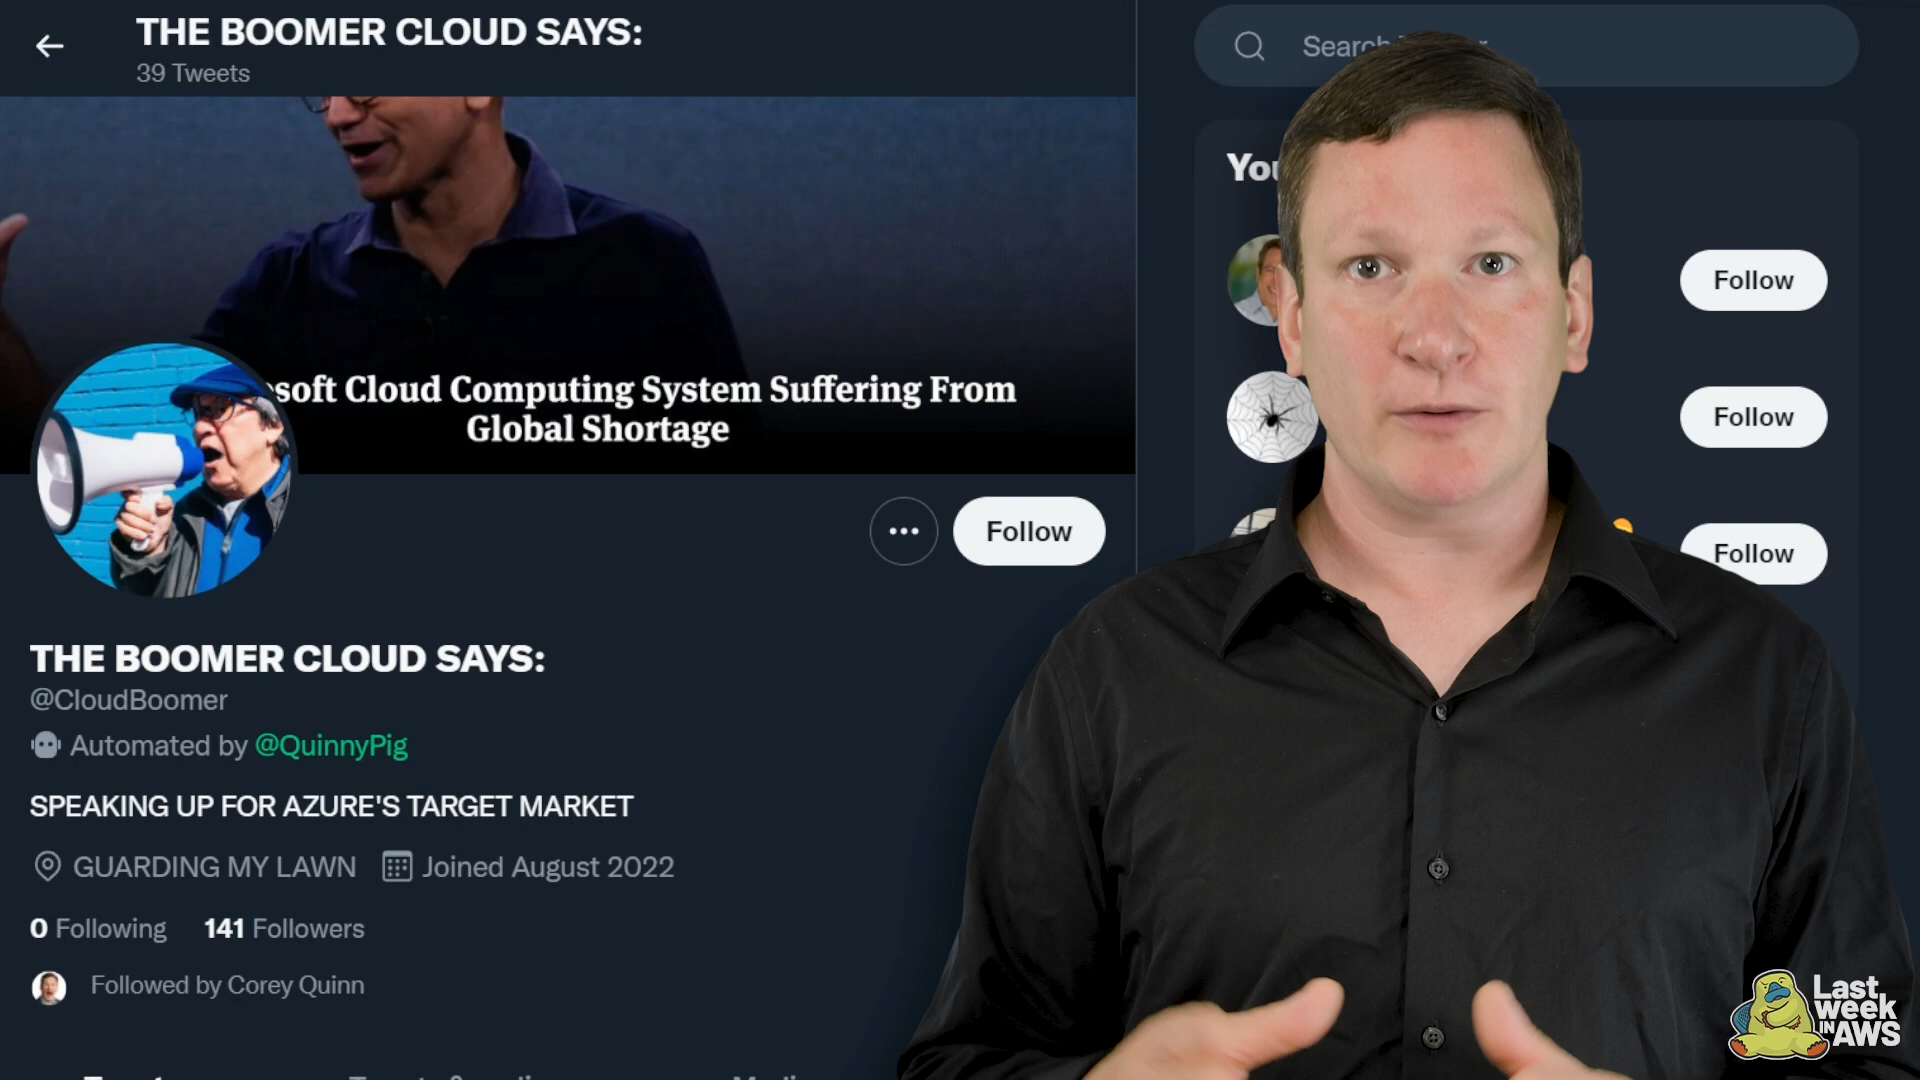 THE BOOMER CLOUD SAYS:
39 Tweets
soft Cloud Computing System Suffering From
Global Shortage
Follow
THE BOOMER CLOUD SAYS:
@CloudBoomer
Automated by @QuinnyPig
SPEAKING UP FOR AZURE'S TARGET MARKET
GUARDING MY LAWN Joined August 2022
0 Following 141 Followers
Followed by Corey Quinn
Search
You
Follow
Follow
Follow
Last
week
IN AWS